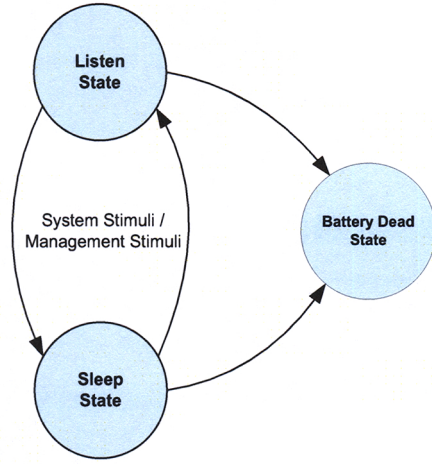 Listen
State
System Stimuli /
Management Stimuli
Battery Dead
State
Sleep
State